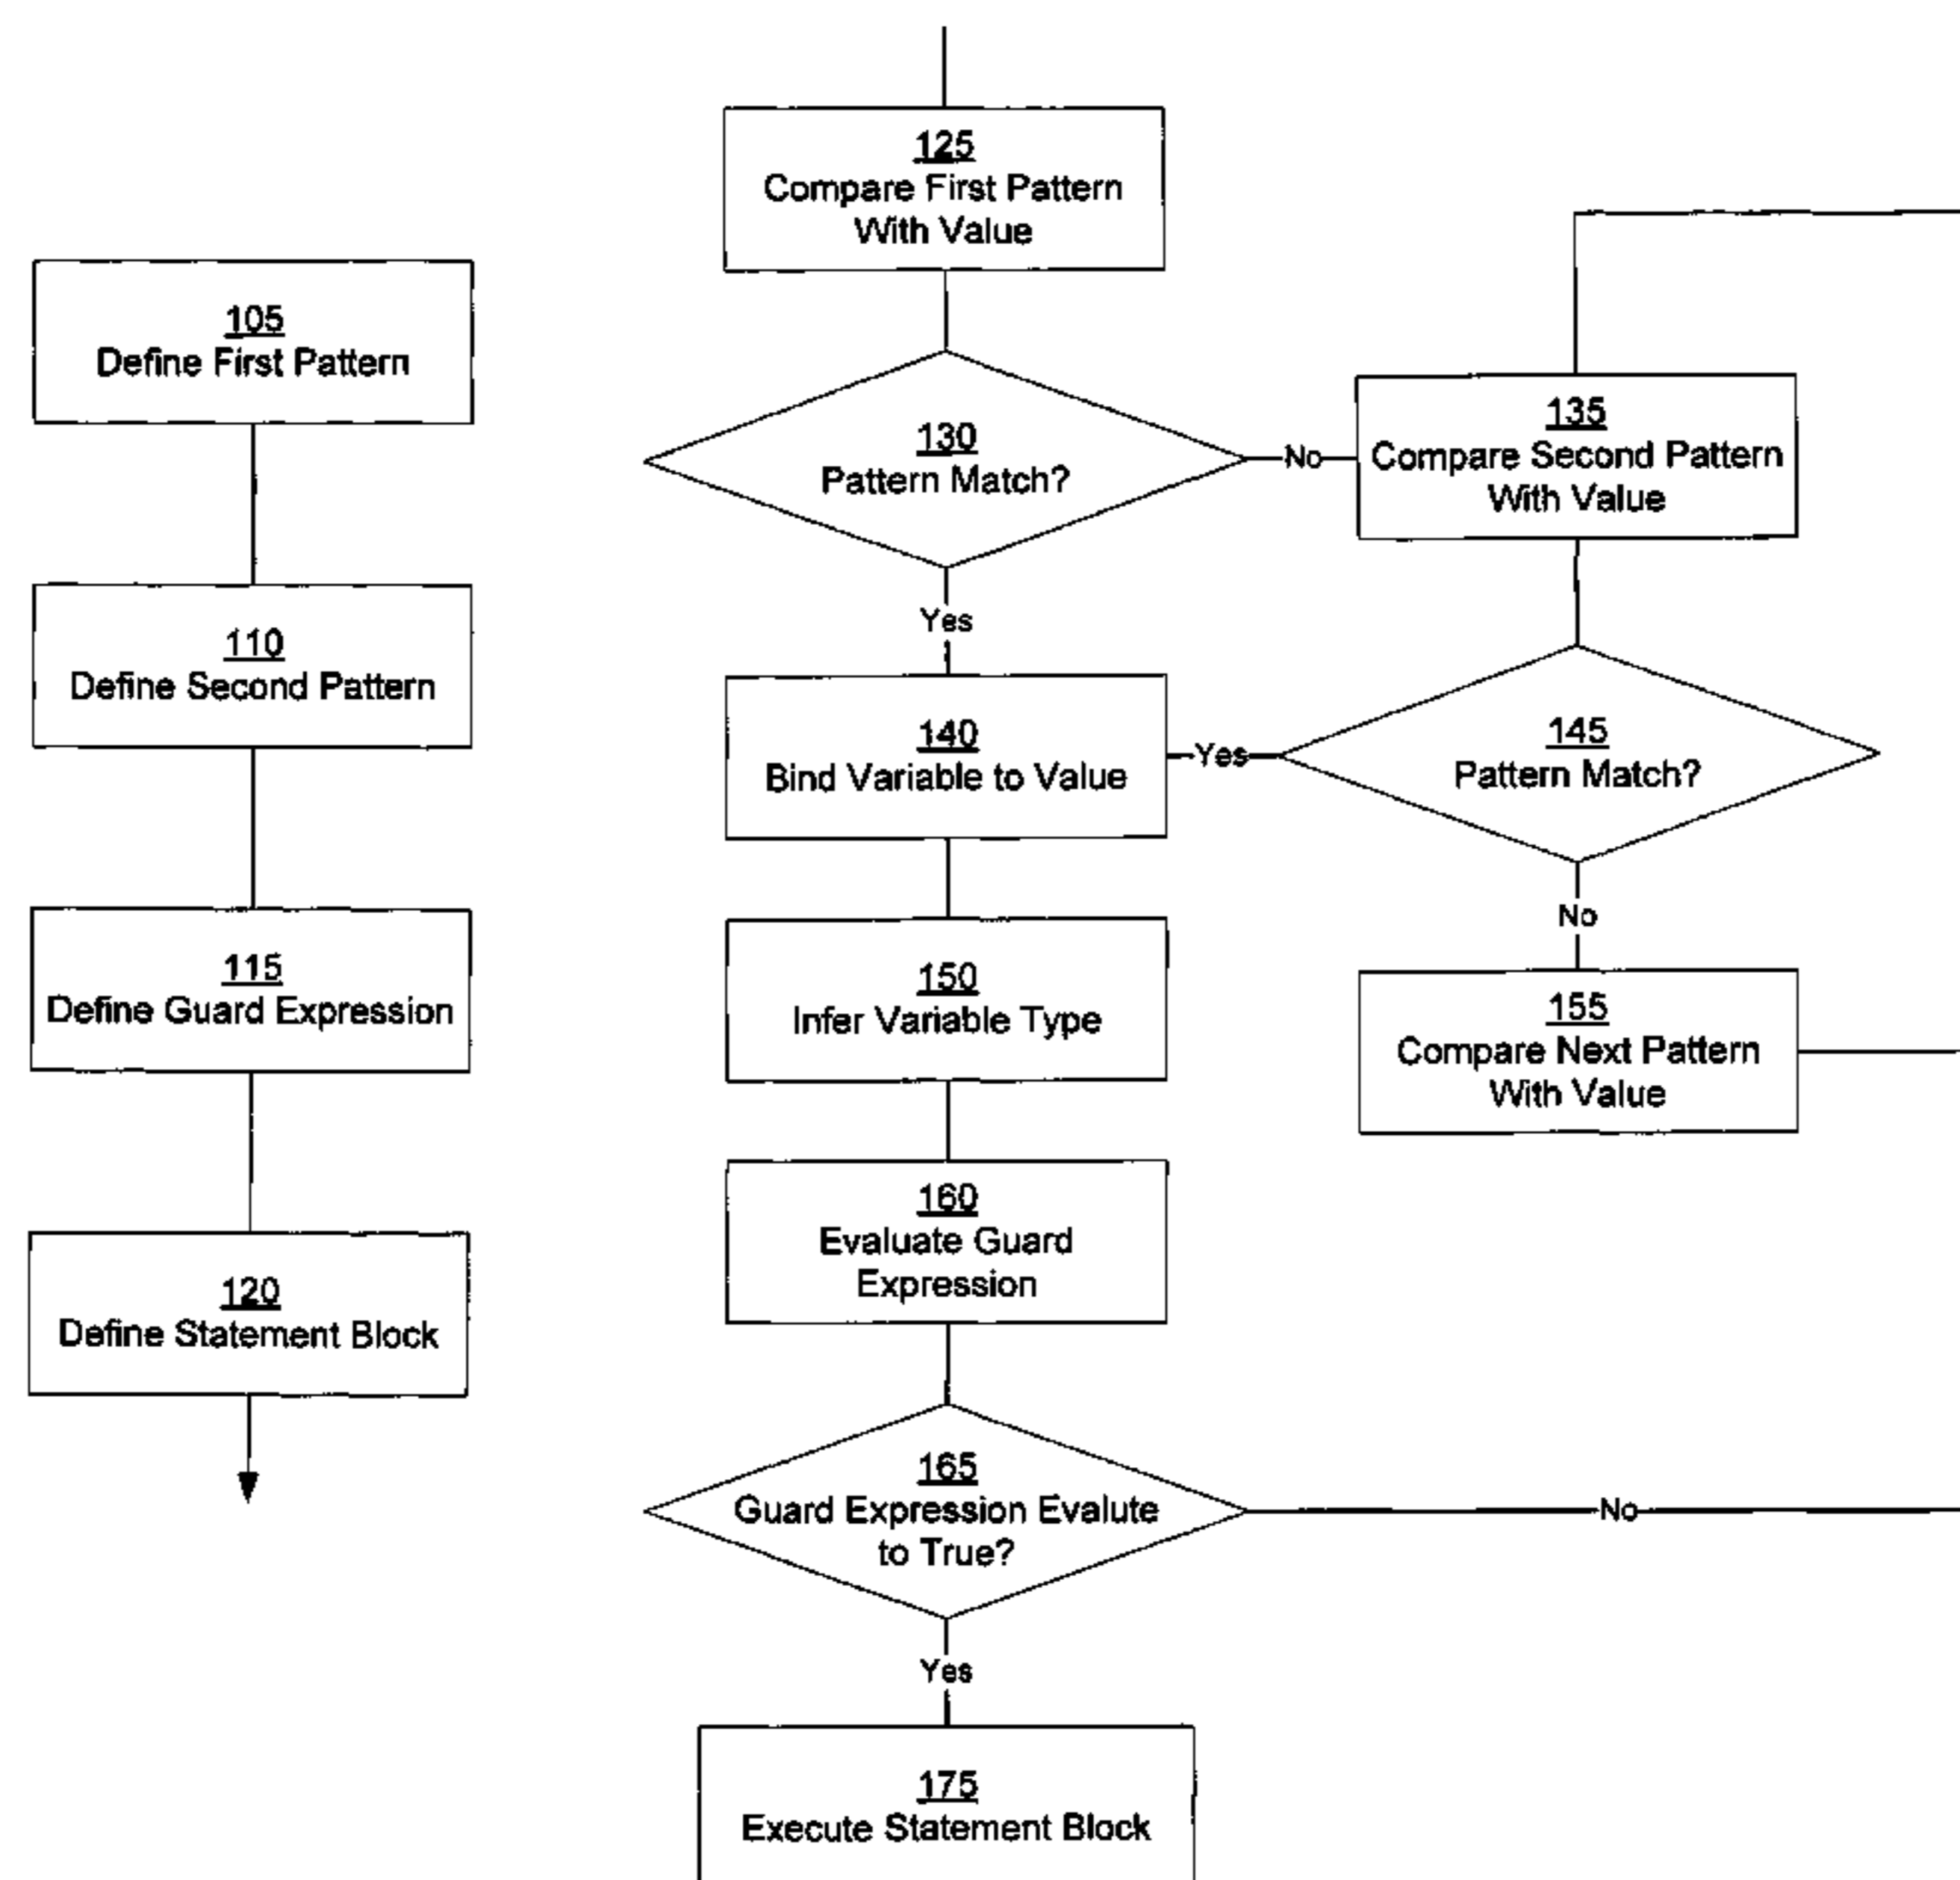 105
Define First Pattern
110
Define Second Pattern
115
Define Guard Expression
120
Define Statement Block
125
Compare First Pattern
With Value
130
Pattern Match?
No
Yes
135
Compare Second Pattern
With Value
140
Bind Variable to Value
Yes
145
Pattern Match?
No
150
Infer Variable Type
155
Compare Next Pattern
With Value
160
Evaluate Guard
Expression
165
Guard Expression Evalute
to True?
No
Yes
175
Execute Statement Block